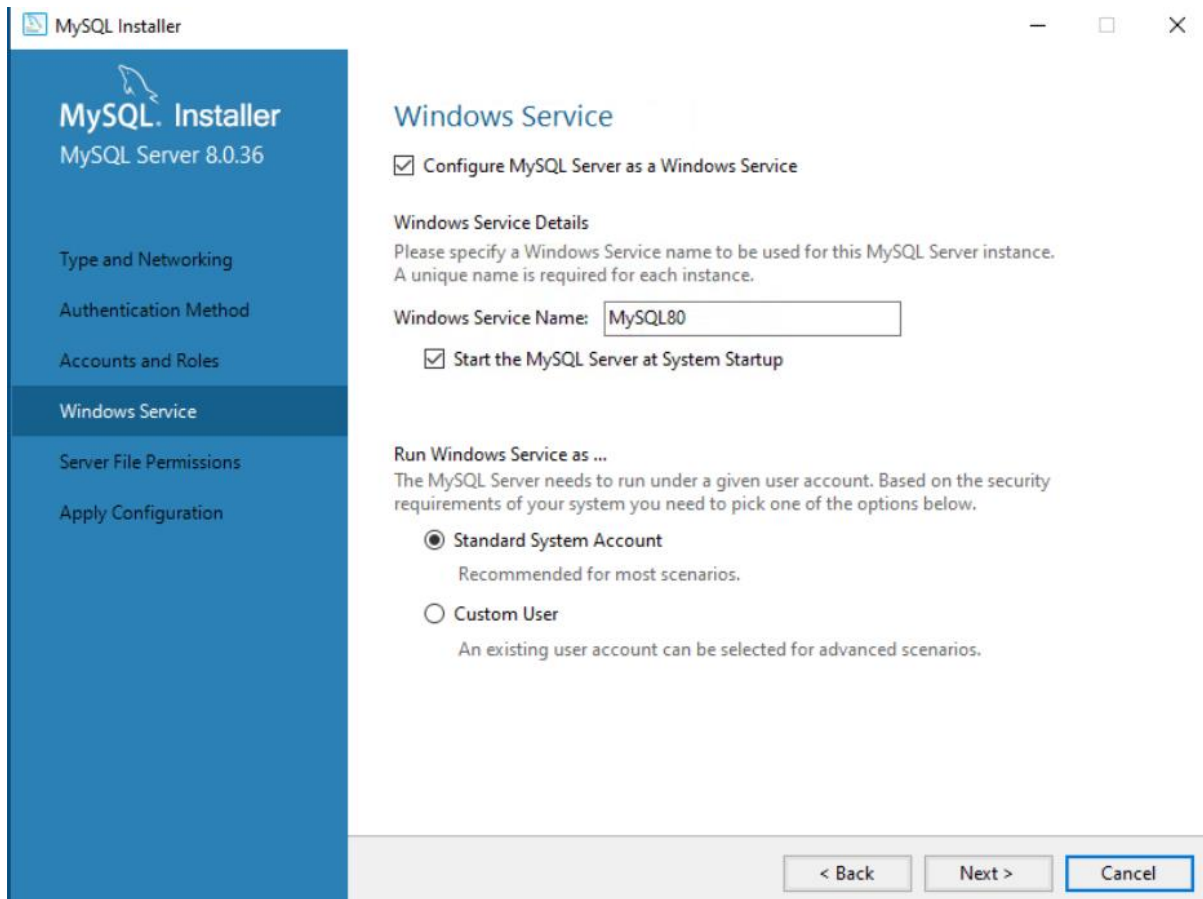 MySQL Installer
MySQL. Installer
MySQL Server 8.0.36
Type and Networking
Authentication Method
Accounts and Roles
Windows Service
Server File Permissions
Apply Configuration
Windows Service
Configure MySQL Server as a Windows Service
Windows Service Details
Please specify a Windows Service name to be used for this MySQL Server instance.
A unique name is required for each instance.
Windows Service Name: MySQL80
Start the MySQL Server at System Startup
Run Windows Service as ...
The MySQL Server needs to run under a given user account. Based on the security
requirements of your system you need to pick one of the options below.
Standard System Account
Recommended for most scenarios.
Custom User
An existing user account can be selected for advanced scenarios.
< Back Next > Cancel